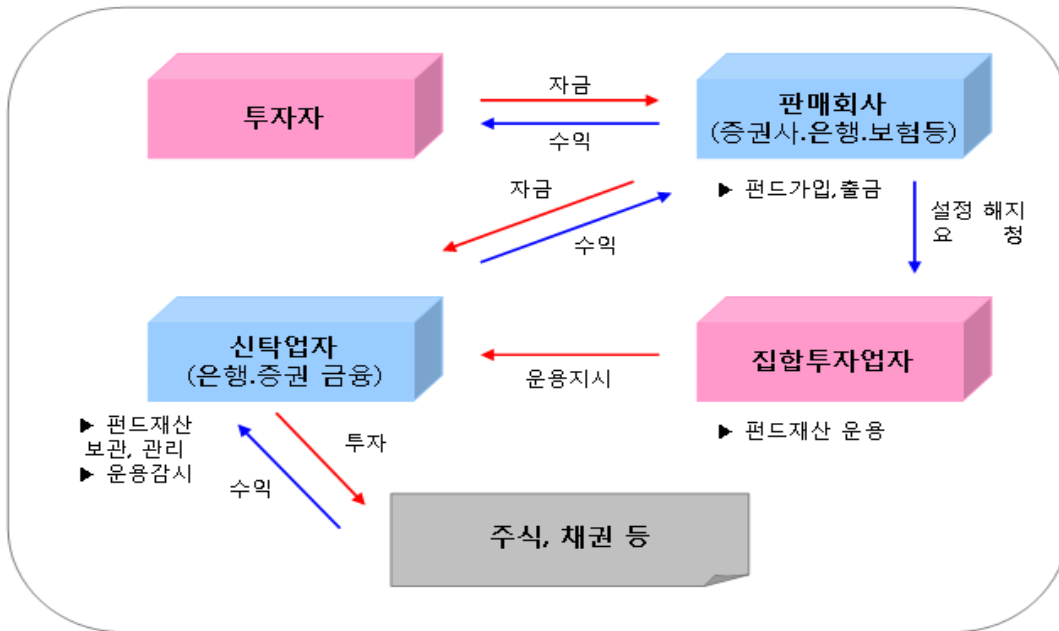 투자자
자금
수익
판매회사
(증권사.은행.보험등)
▶ 펀드가입,출금
자금
수익
설정 해지
요 청
신탁업자
(은행.증권 금융)
운용지시
집합투자업자
▶ 펀드재산
보관, 관리
▶ 운용감시
투자
수익
▶ 펀드재산 운용
주식, 채권 등